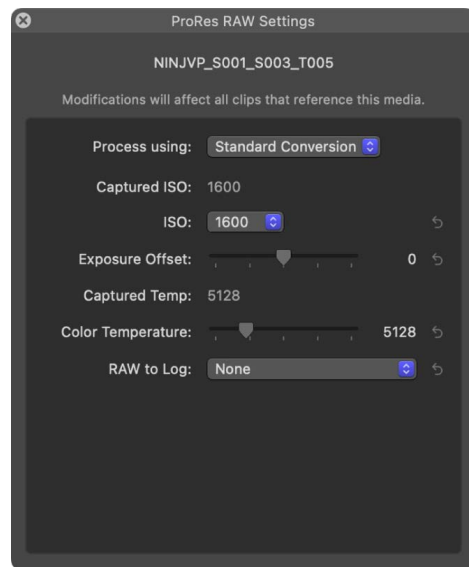 ProRes RAW Settings
NINJVP_S001_S003_T005
Modifications will affect all clips that reference this media.
Process using: Standard Conversion
Captured ISO: 1600
ISO: 1600
Exposure Offset: 0
Captured Temp: 5128
Color Temperature: 5128
RAW to Log: None